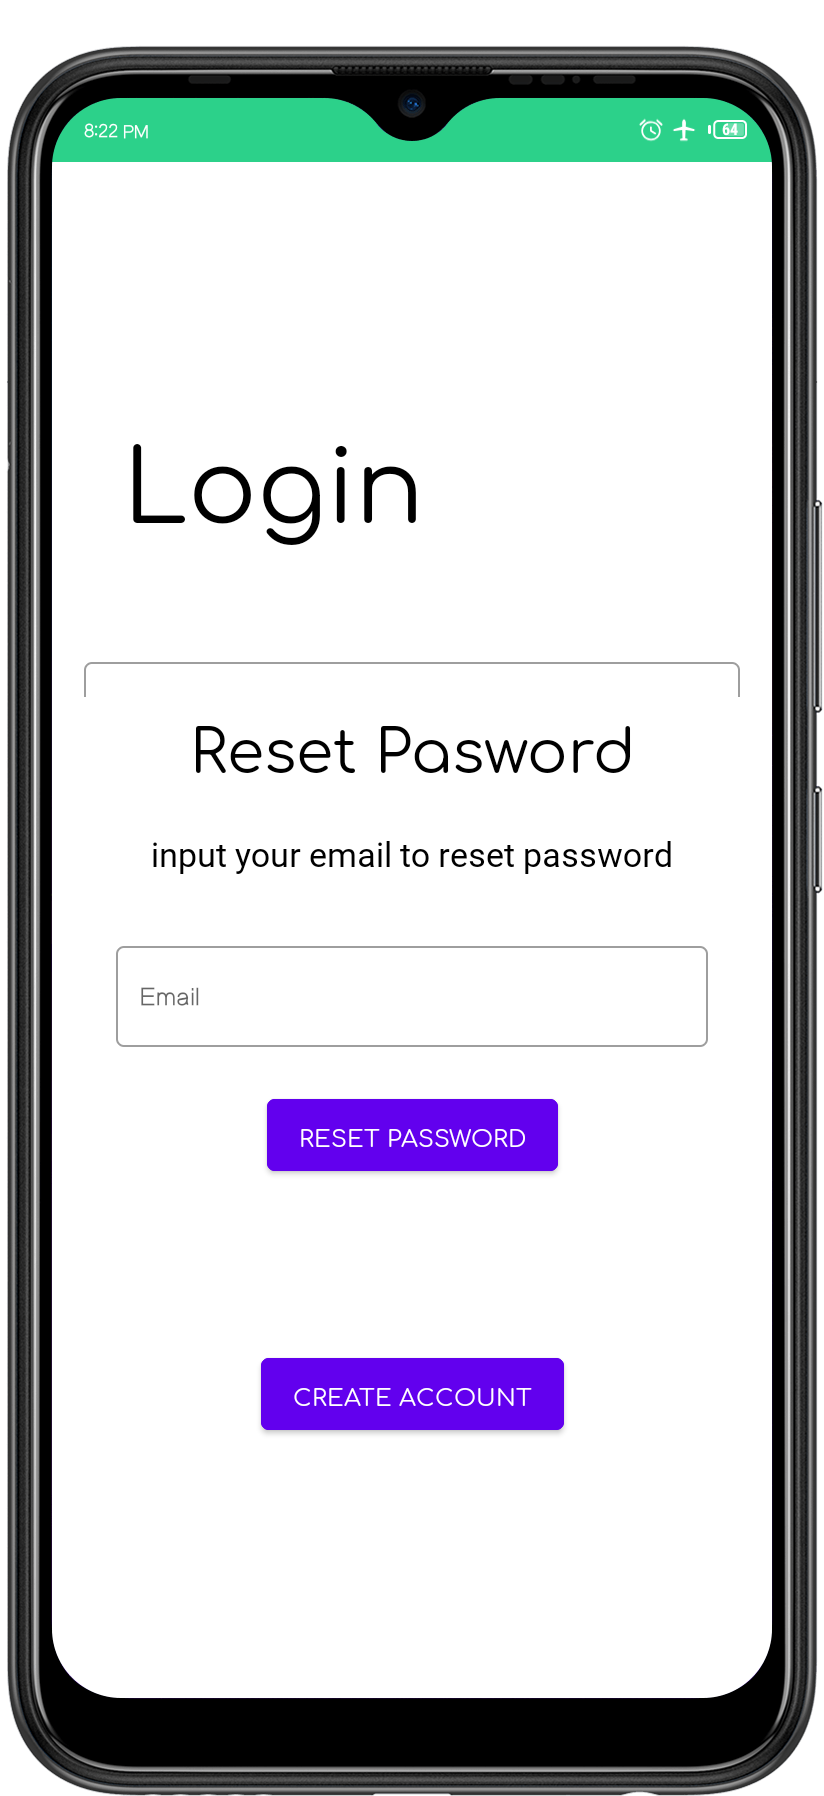 8:22 PM
64
Login
Reset Pasword
input your email to reset password
Email
RESET PASSWORD
CREATE ACCOUNT